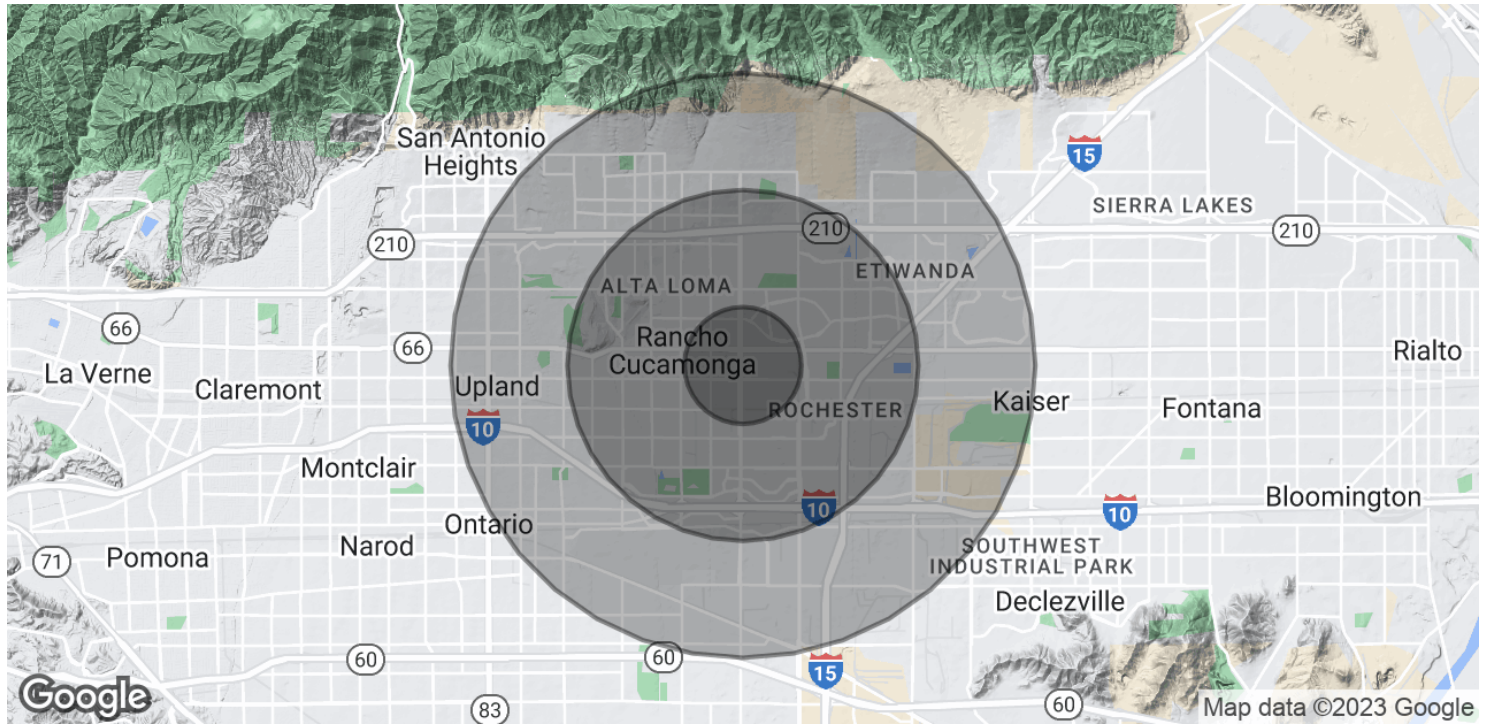 San Antonio
Heights
15
SIERRA LAKES
210
210
210
ETIWANDA
ALTA LOMA
66
66
Rancho
Cucamonga
Rialto
La Verne
Claremont
Upland
Kaiser
Fontana
ROCHESTER
10
Montclair
Bloomington
10
10
Ontario
Narod
Pomona
71
SOUTHWEST
INDUSTRIAL PARK
Declezville
60
60
15
60
83
Google
Map data ©2023 Google